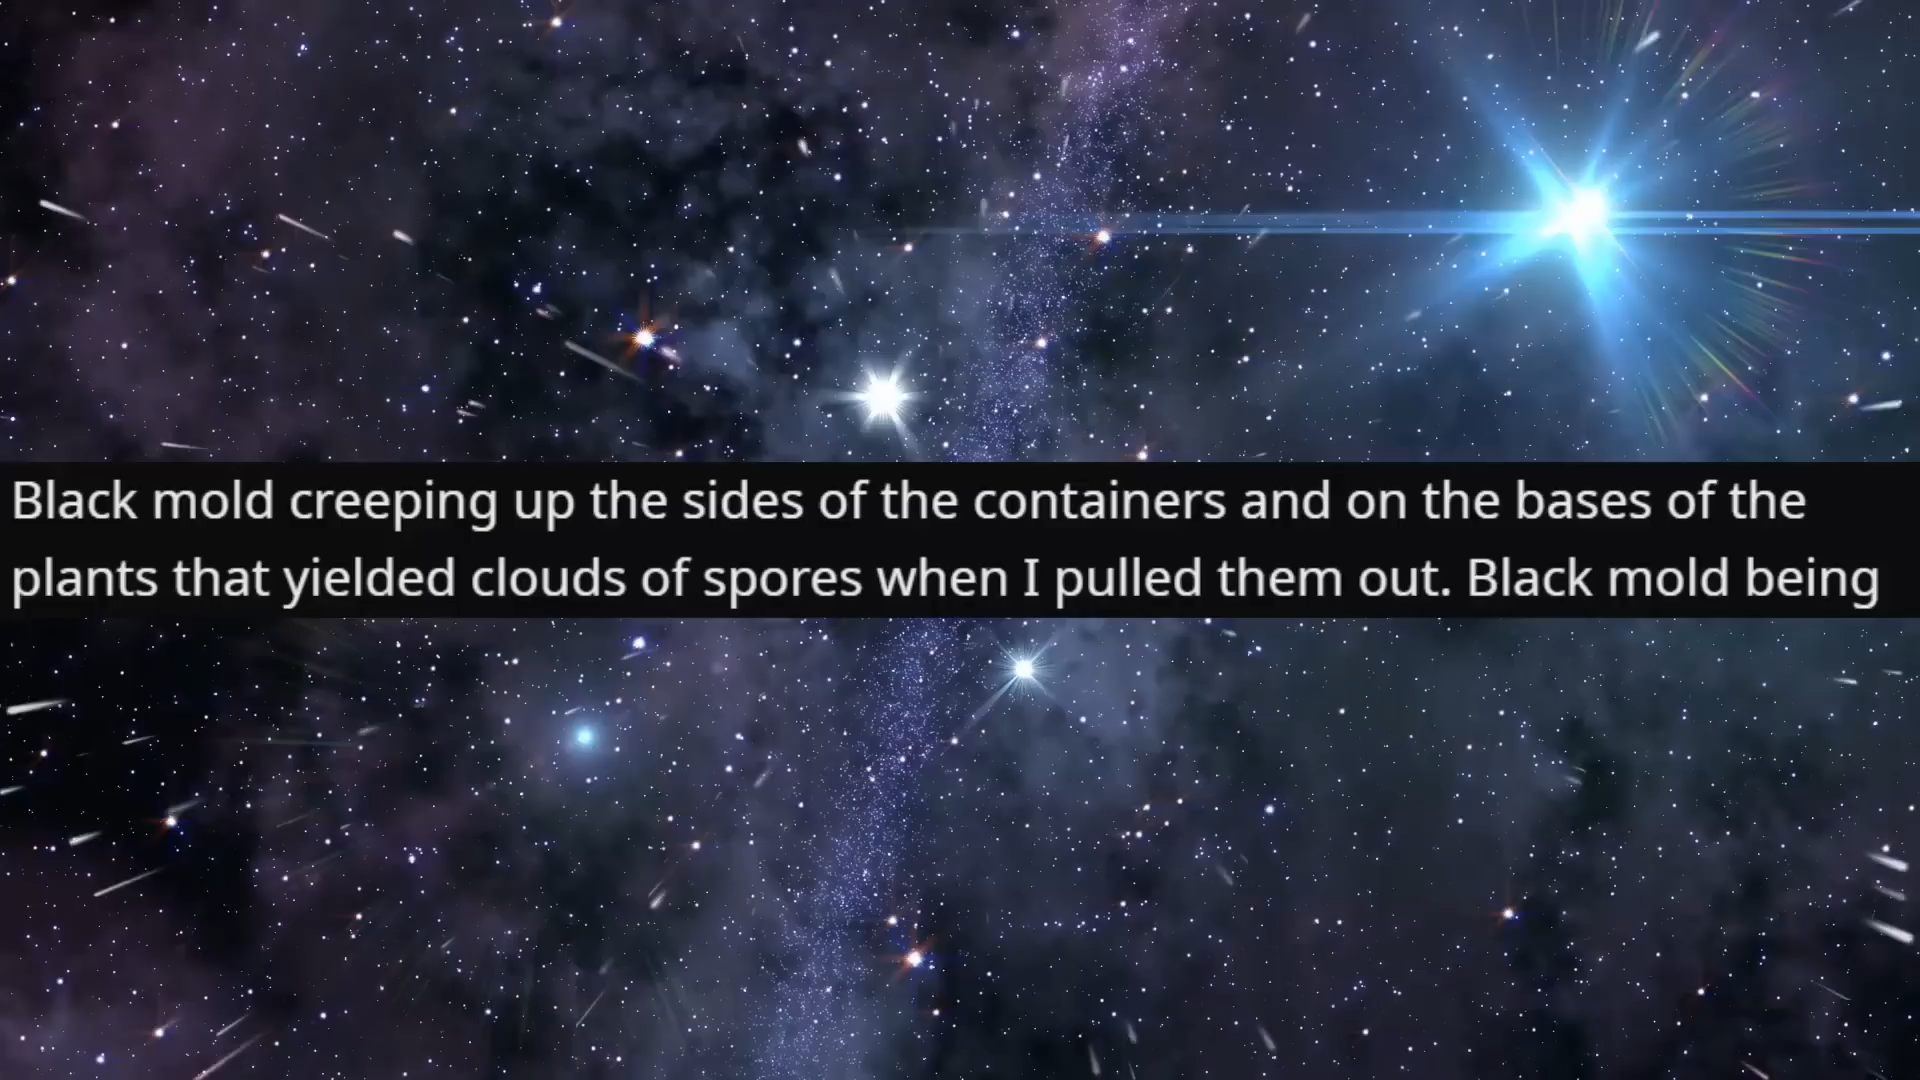 Black mold creeping up the sides of the containers and on the bases of the
plants that yielded clouds of spores when I pulled them out. Black mold being